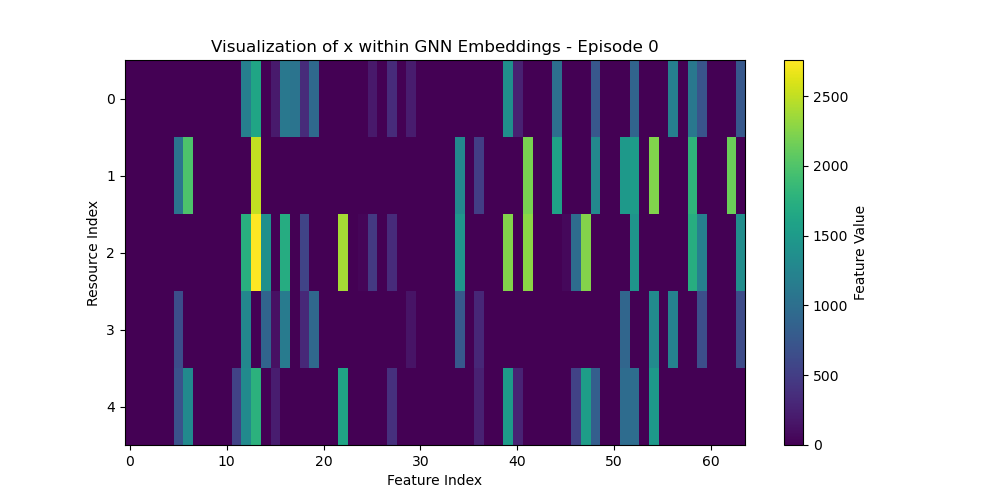 Visualization of x within GNN Embeddings - Episode 0
Resource Index
0
1
2
3
4
0 10 20 30 40 50 60
Feature Index
2500
2000
1500
1000
500
0
Feature Value